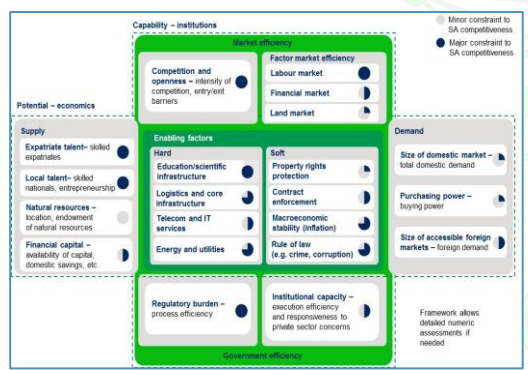 Minor constraint to
SA competitiveness
Major constraint to
SA competitiveness
Capability – institutions
Market efficiency
Competition and
openness – intensity of
competition, entry/exit
barriers
Factor market efficiency
Labour market
Financial market
Land market
Potential – economics
Supply
Expatriate talent– skilled
expatriates
Local talent– skilled
nationals, entrepreneurship
Natural resources –
location, endowment
of natural resources
Financial capital –
availability of capital,
domestic savings, etc.
Enabling factors
Hard
Education/scientific
infrastructure
Logistics and core
infrastructure
Telecom and IT
services
Energy and utilities
Soft
Property rights
protection
Contract
enforcement
Macroeconomic
stability (inflation)
Rule of law
(e.g. crime, corruption)
Demand
Size of domestic market –
total domestic demand
Purchasing power –
buying power
Size of accessible foreign
markets – foreign demand
Regulatory burden –
process efficiency
Institutional capacity –
execution efficiency
and responsiveness to
private sector concerns
Government efficiency
Framework allows
detailed numeric
assessments if
needed